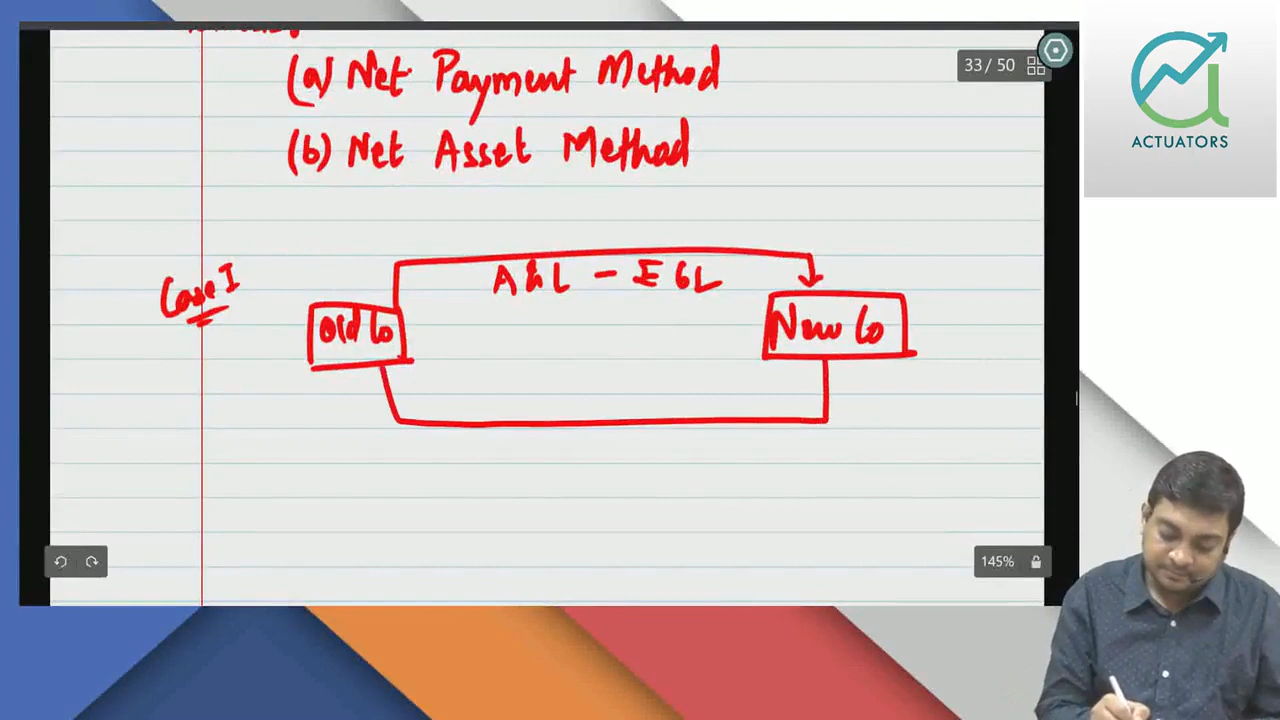 (a) Net Payment Method
(b) Net Asset Method
Case I
A & L - E & L
Old Co
New Co
33/50
145%
ACTUATORS